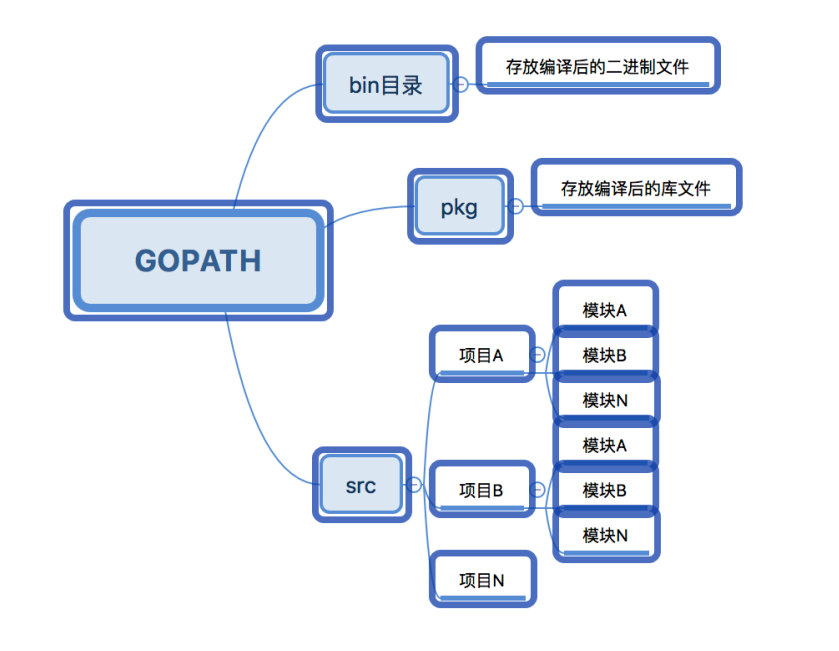 GOPATH
bin目录
存放编译后的二进制文件
pkg
存放编译后的库文件
src
项目A
模块A
模块B
模块N
项目B
模块A
模块B
模块N
项目N